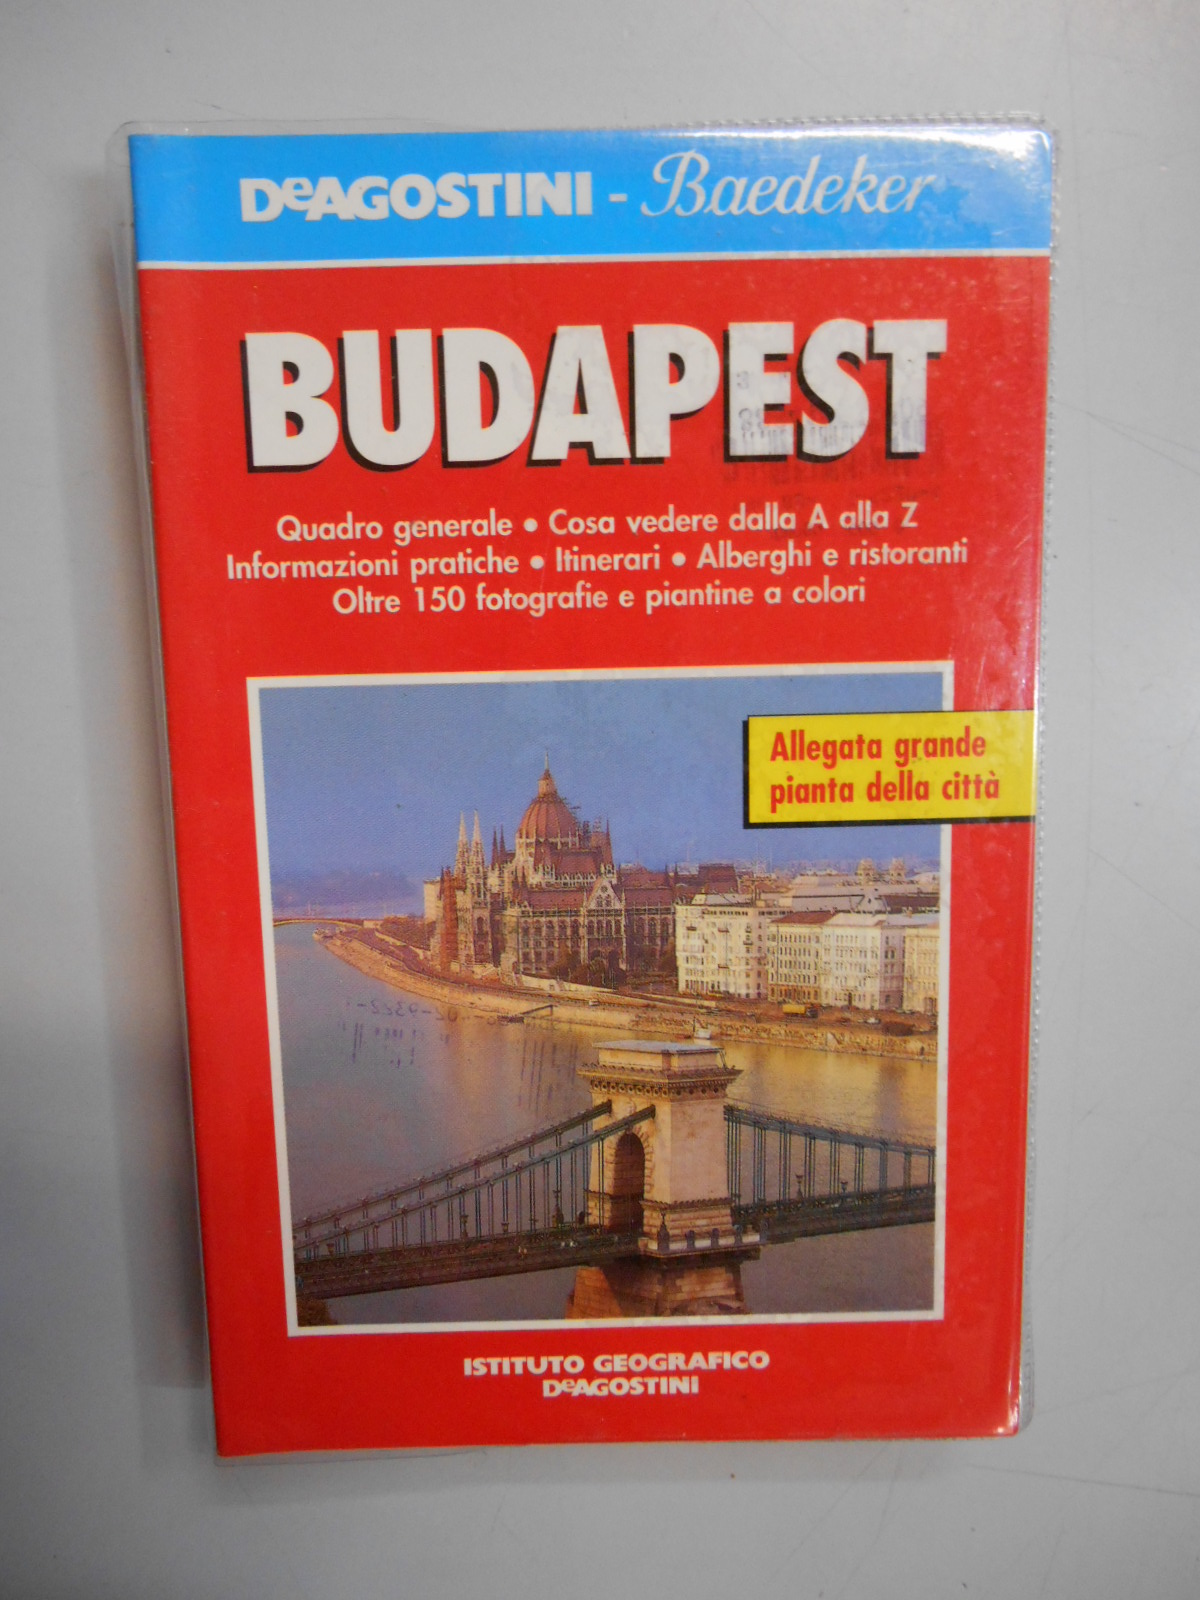 DeAGOSTINI - Baedeker
BUDAPEST
Quadro generale • Cosa vedere dalla A alla Z
Informazioni pratiche • Itinerari • Alberghi e ristoranti
Oltre 150 fotografie e piantine a colori
Allegata grande
pianta della città
ISTITUTO GEOGRAFICO
DeAGOSTINI